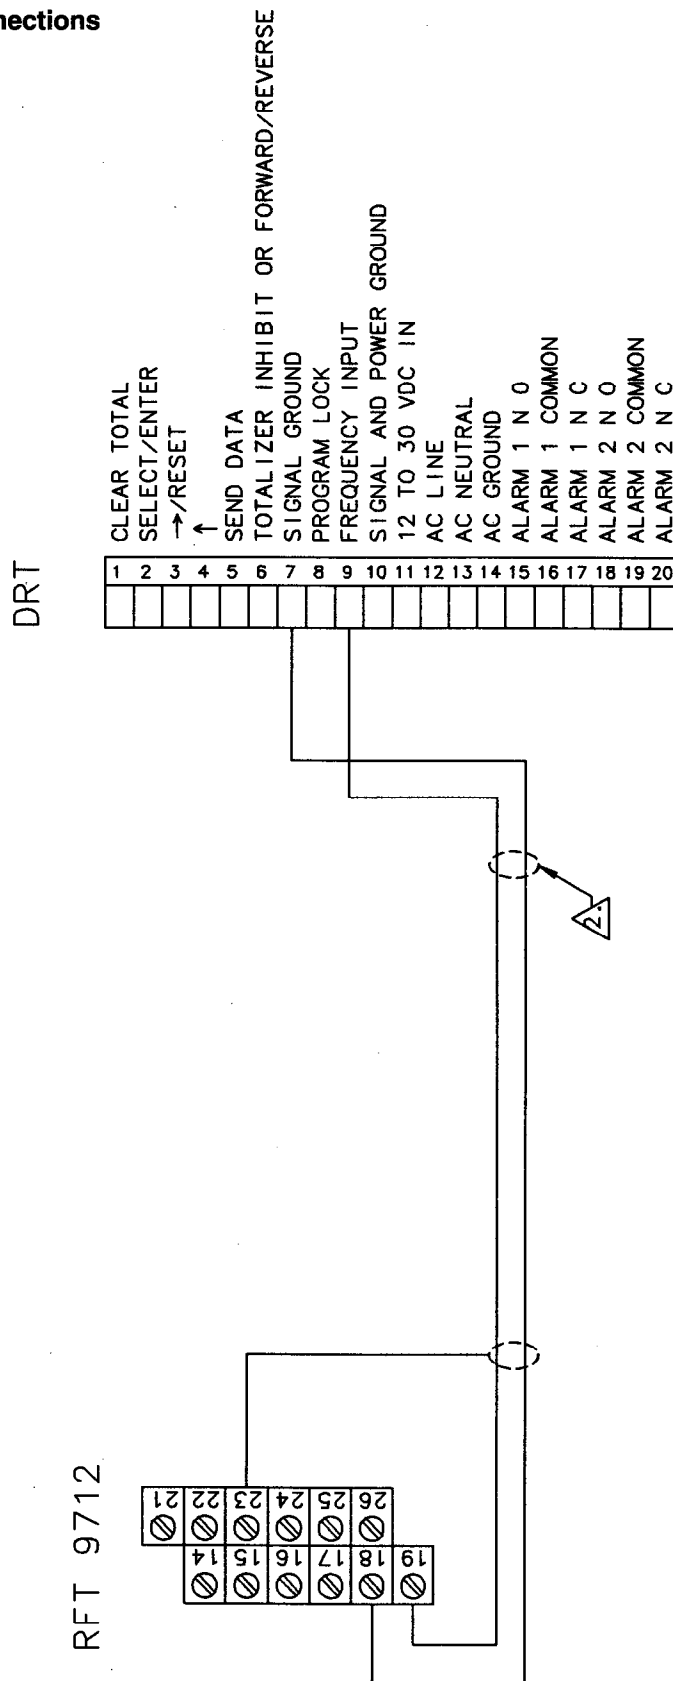 nections
DRT
1 CLEAR TOTAL
2 SELECT/ENTER
3 →/RESET
4 ↑
5 SEND DATA
6 TOTALIZER INHIBIT OR FORWARD/REVERSE
7 SIGNAL GROUND
8 PROGRAM LOCK
9 FREQUENCY INPUT
10 SIGNAL AND POWER GROUND
11 12 TO 30 VDC IN
12 AC LINE
13 AC NEUTRAL
14 AC GROUND
15 ALARM 1 N O
16 ALARM 1 COMMON
17 ALARM 1 N C
18 ALARM 2 N O
19 ALARM 2 COMMON
20 ALARM 2 N C
2.
RFT 9712
21 22 23 24 25 26
14 15 16 17 18 19